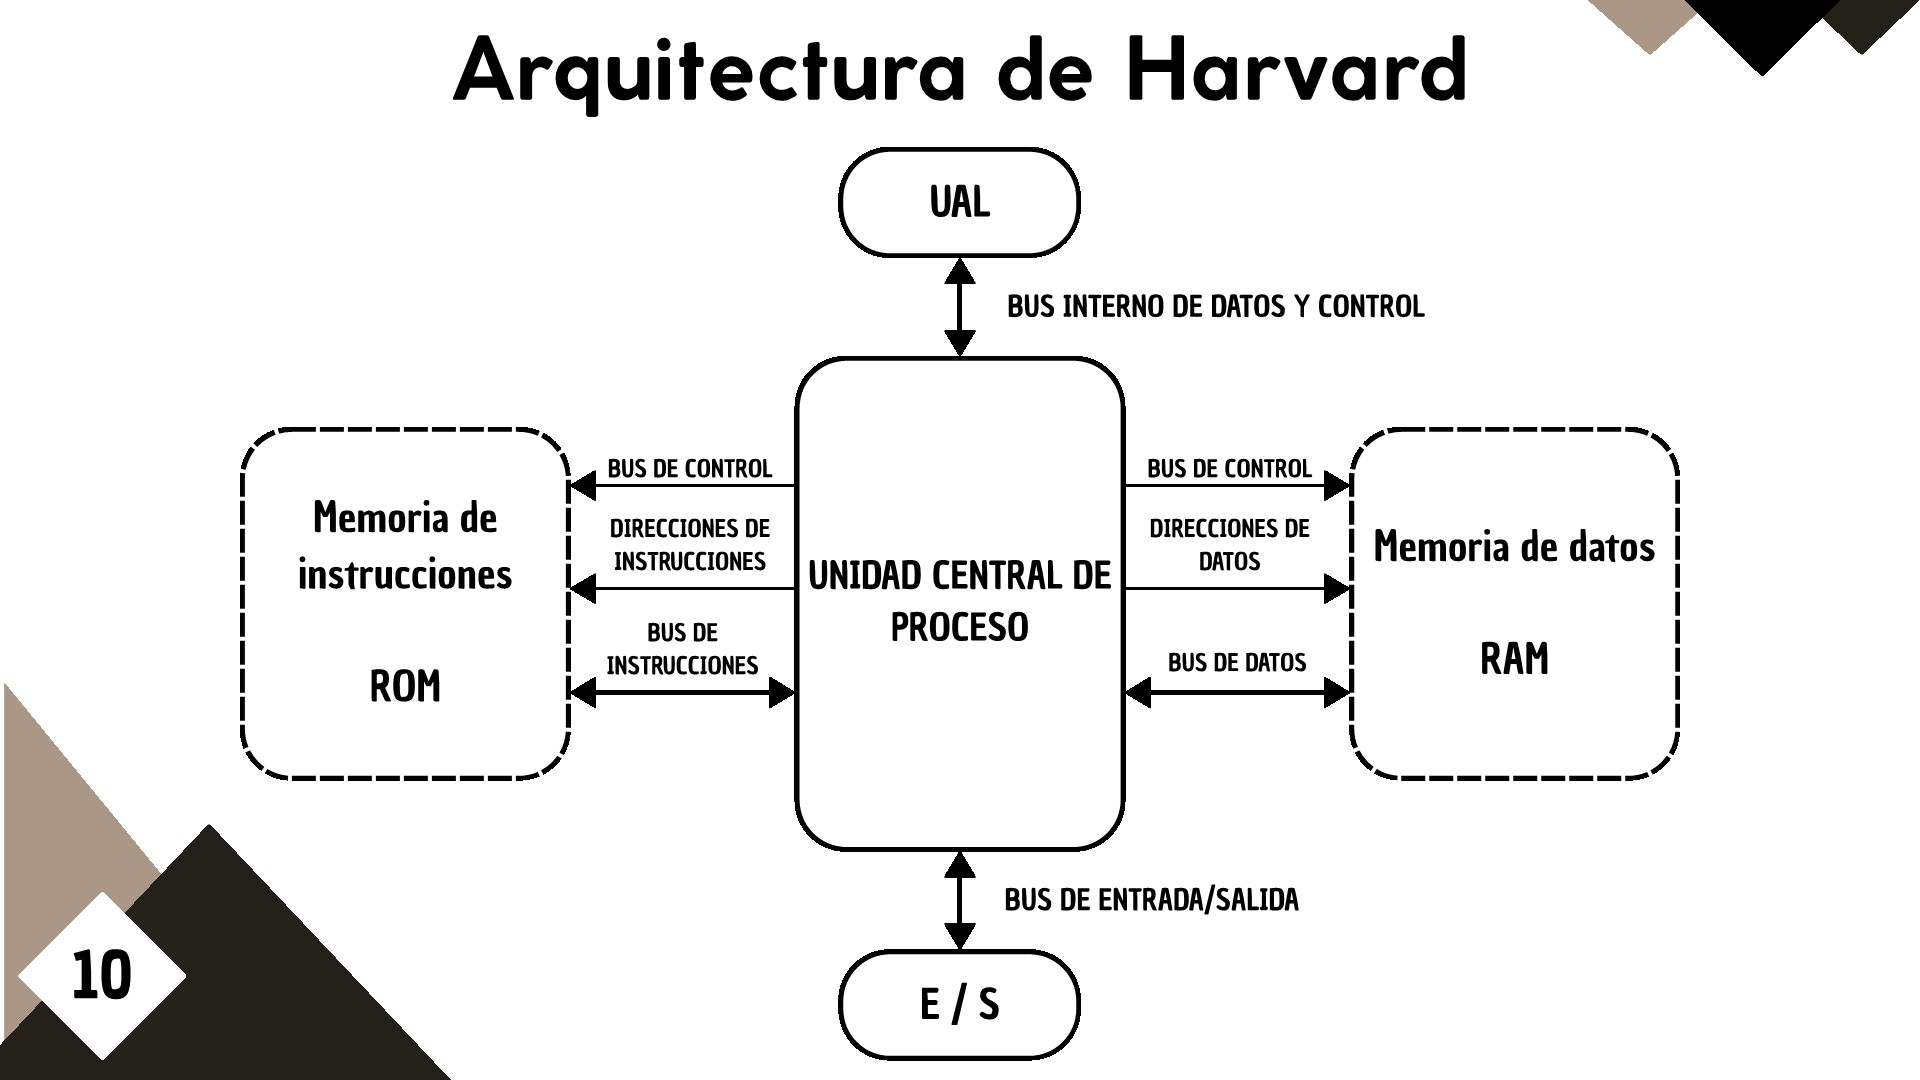 Arquitectura de Harvard
UAL
BUS INTERNO DE DATOS Y CONTROL
Memoria de
instrucciones
ROM
BUS DE CONTROL
DIRECCIONES DE
INSTRUCCIONES
BUS DE
INSTRUCCIONES
UNIDAD CENTRAL DE
PROCESO
BUS DE CONTROL
DIRECCIONES DE
DATOS
BUS DE DATOS
Memoria de datos
RAM
BUS DE ENTRADA/SALIDA
E / S
10